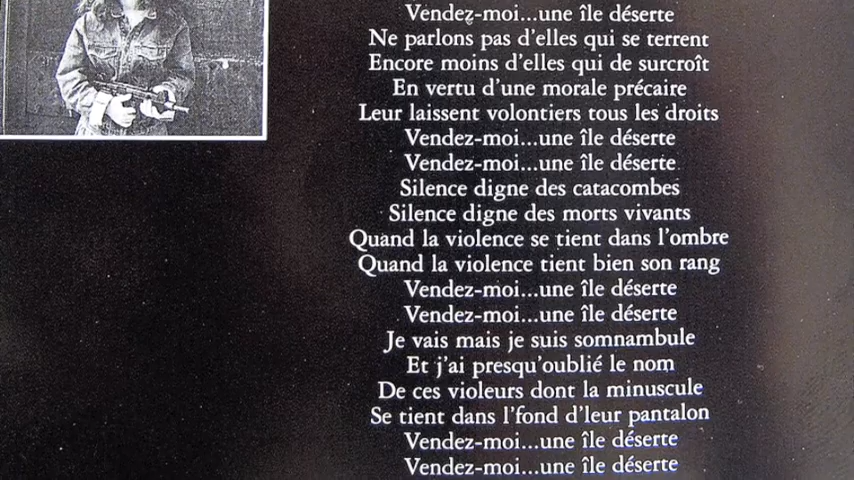 Vendez-moi...une île déserte
Ne parlons pas d'elles qui se terrent
Encore moins d'elles qui de surcroît
En vertu d'une morale précaire
Leur laissent volontiers tous les droits
Vendez-moi...une île déserte
Vendez-moi...une île déserte
Silence digne des catacombes
Silence digne des morts vivants
Quand la violence se tient dans l'ombre
Quand la violence tient bien son rang
Vendez-moi...une île déserte
Vendez-moi...une île déserte
Je vais mais je suis somnambule
Et j'ai presqu'oublié le nom
De ces violeurs dont la minuscule
Se tient dans l'fond d'leur pantalon
Vendez-moi...une île déserte
Vendez-moi...une île déserte